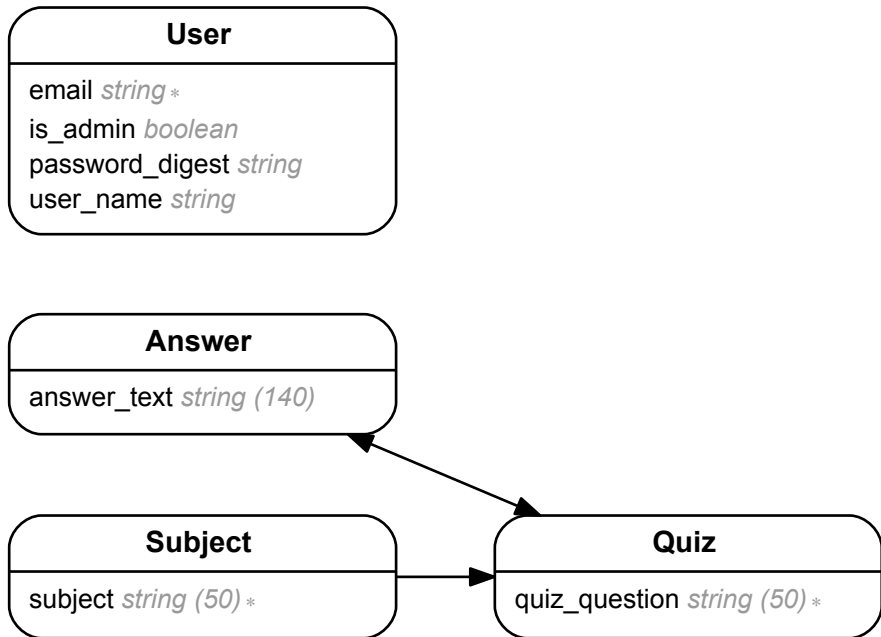 User
email string *
is_admin boolean
password_digest string
user_name string
Answer
answer_text string (140)
Subject
subject string (50) *
Quiz
quiz_question string (50) *